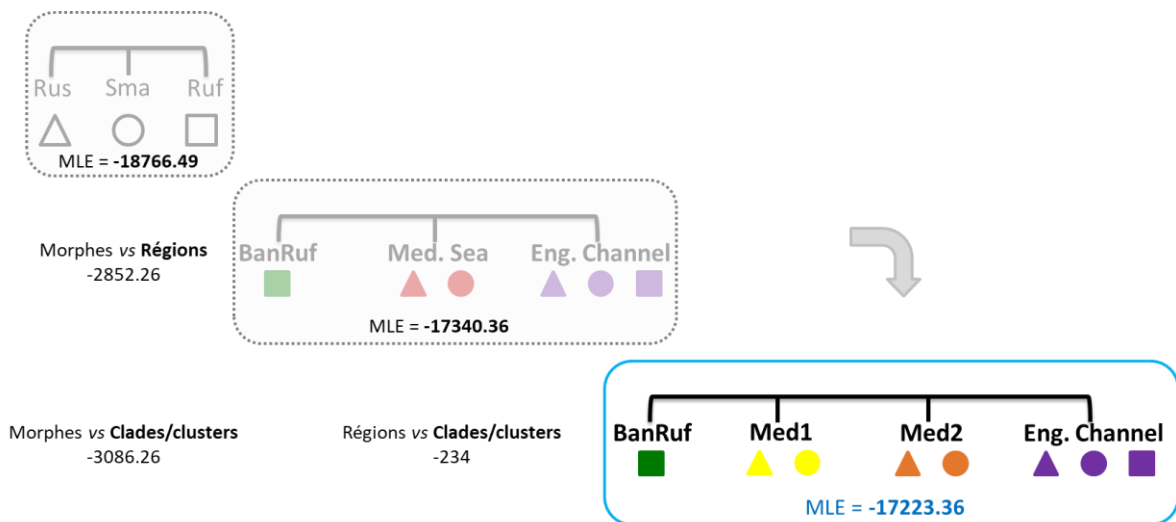 Rus Sma Ruf
MLE = -18766.49
Morphes vs Régions
-2852.26
BanRuf Med. Sea Eng. Channel
MLE = -17340.36
Morphes vs Clades/clusters
-3086.26
Régions vs Clades/clusters
-234
BanRuf Med1 Med2 Eng. Channel
MLE = -17223.36